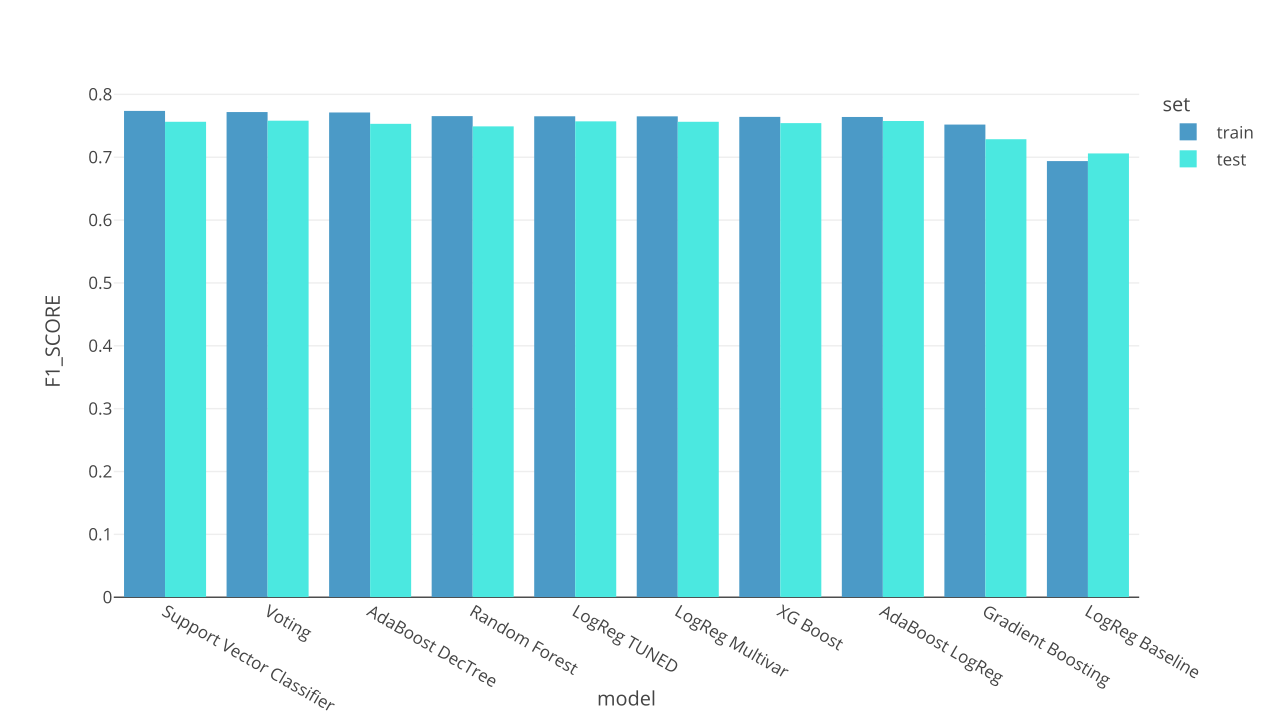 0.8
0.7
0.6
0.5
0.4
0.3
0.2
0.1
0
F1_SCORE
Support Vector Classifier
Voting
AdaBoost DecTree
Random Forest
LogReg TUNED
LogReg Multivar
XG Boost
AdaBoost LogReg
Gradient Boosting
LogReg Baseline
model
set
train
test